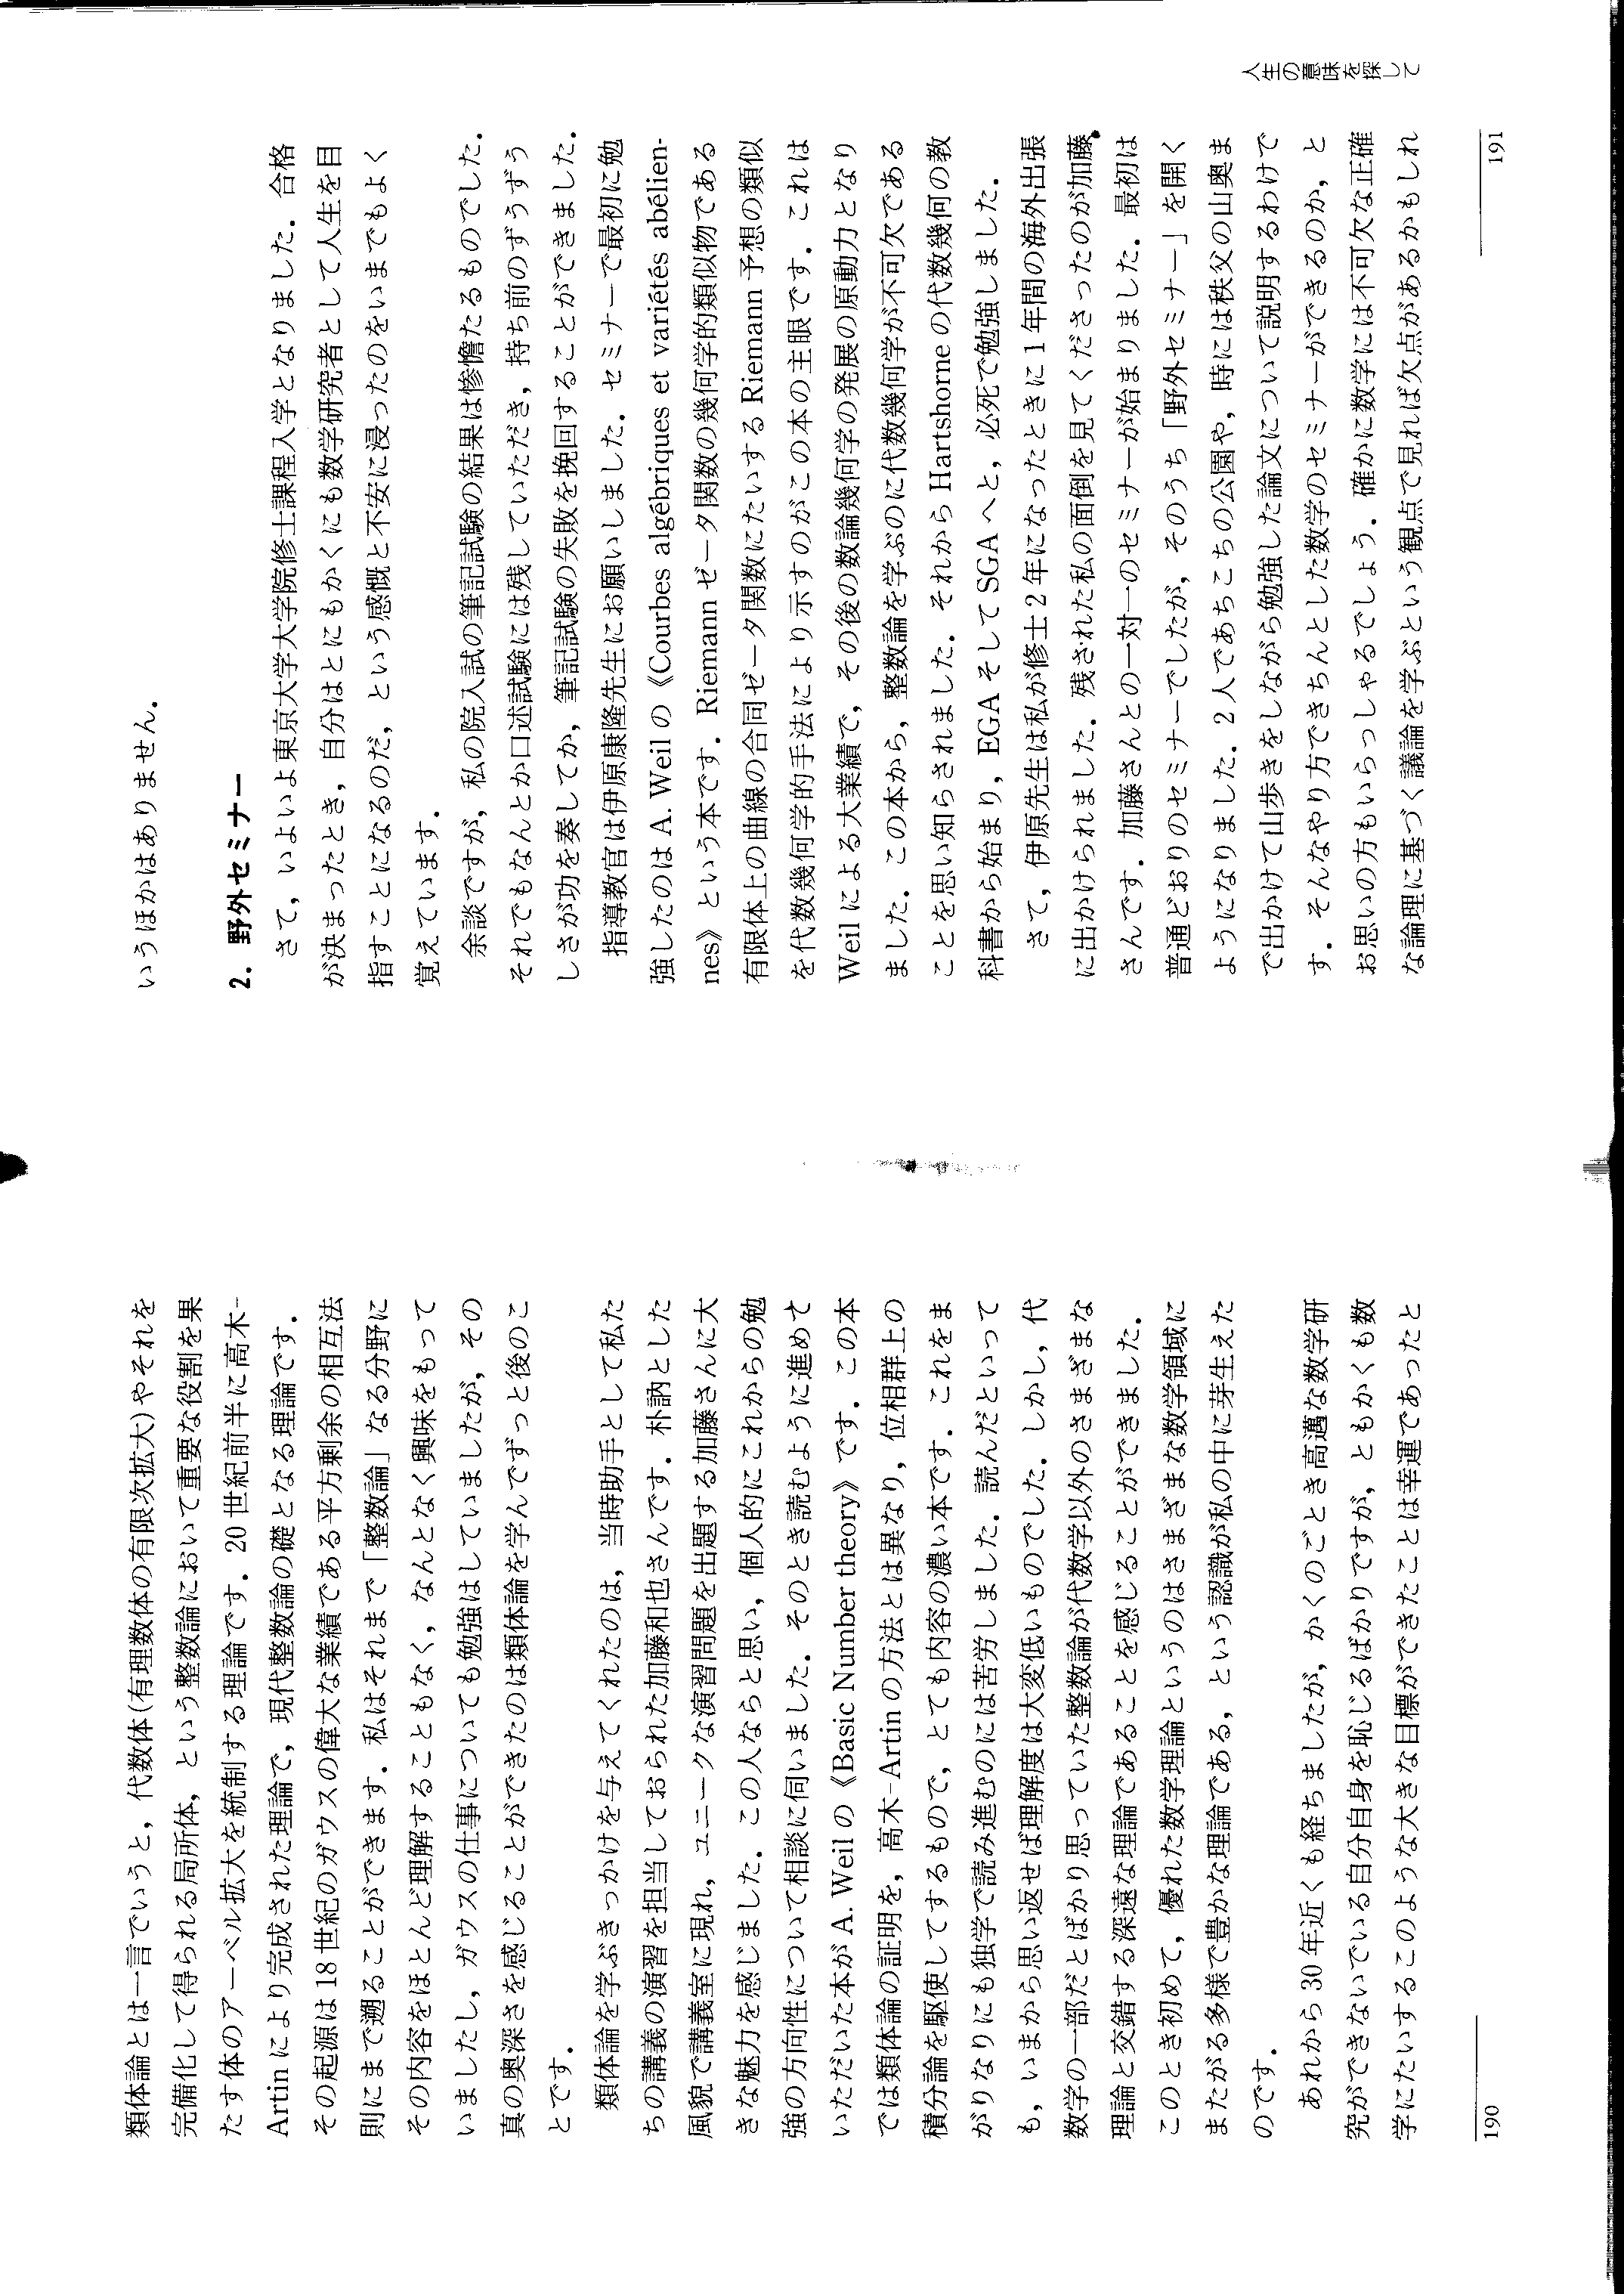 類体論とは一言でいうと，代数体(有理数体の有限次拡大)やそれを
完備化して得られる局所体，という整数論において重要な役割を果
たす体のアーベル拡大を統制する理論です．20世紀前半に高木-
Artinにより完成された理論で，現代整数論の礎となる理論です．
その起源は18世紀のガウスの偉大な業績である平方剰余の相互法
則にまで遡ることができます．私はそれまで「整数論」なる分野に
その内容をほとんど理解することもなく，なんとなく興味をもって
いましたし，ガウスの仕事についても勉強はしていましたが，その
真の奥深さを感じることができたのは類体論を学んでずっと後のこ
とです．
類体論を学ぶきっかけを与えてくれたのは，当時助手として私た
ちの講義の演習を担当しておられた加藤和也さんです．朴訥とした
風貌で講義室に現れ，ユニークな演習問題を出題する加藤さんに大
きな魅力を感じました．この人ならと思い，個人的にこれからの勉
強の方向性について相談に伺いました．そのとき読むように進めて
いただいた本がA. Weilの《Basic Number theory》です．この本
では類体論の証明を，高木-Artinの方法とは異なり，位相群上の
積分論を駆使してするもので，とても内容の濃い本です．これをま
がりなりにも独学で読み進むのには苦労しました．読んだといって
も，いまから思い返せば理解度は大変低いものでした．しかし，代
数学の一部だとばかり思っていた整数論が代数学以外のさまざまな
理論と交錯する深遠な理論であることを感じることができました．
このとき初めて，優れた数学理論というのはさまざまな数学領域に
またがる多様で豊かな理論である，という認識が私の中に芽生えた
のです．
あれから30年近くも経ちましたが，かくのごとき高邁な数学研
究ができないでいる自分自身を恥じるばかりですが，ともかくも数
学にたいするこのような大きな目標ができたことは幸運であったと
190
いうほかはありません．
2. 野外セミナー
さて，いよいよ東京大学大学院修士課程入学となりました．合格
が決まったとき，自分はとにもかくにも数学研究者として人生を目
指すことになるのだ，という感慨と不安に浸ったのをいまでもよく
覚えています．
余談ですが，私の院入試の筆記試験の結果は惨憺たるものでした．
それでもなんとか口述試験には残していただき，持ち前のずうずう
しさが功を奏してか，筆記試験の失敗を挽回することができました．
指導教官は伊原康隆先生にお願いしました．セミナーで最初に勉
強したのはA. Weilの《Courbes algébriques et variétés abélien-
nes》という本です．Riemannゼータ関数の幾何学的類似物である
有限体上の曲線の合同ゼータ関数にたいするRiemann予想の類似
を代数幾何学的手法により示すのがこの本の主眼です．これは
Weilによる大業績で，その後の数論幾何学の発展の原動力となり
ました．この本から，整数論を学ぶのに代数幾何学が不可欠である
ことを思い知らされました．それからHartshorneの代数幾何の教
科書から始まり，EGAそしてSGAへと，必死で勉強しました．
さて，伊原先生は私が修士2年になったときに1年間の海外出張
に出かけられました．残された私の面倒を見てくださったのが加藤
さんです．加藤さんとの一対一のセミナーが始まりました．最初は
普通どおりのセミナーでしたが，そのうち「野外セミナー」を開く
ようになりました．2人であちこちの公園や，時には秩父の山奥ま
で出かけて山歩きをしながら勉強した論文について説明するわけで
す．そんなやり方できちんとした数学のセミナーができるのか，と
お思いの方もいらっしゃるでしょう．確かに数学には不可欠な正確
な論理に基づく議論を学ぶという観点で見れば欠点があるかもしれ
人生の意味を探して
191